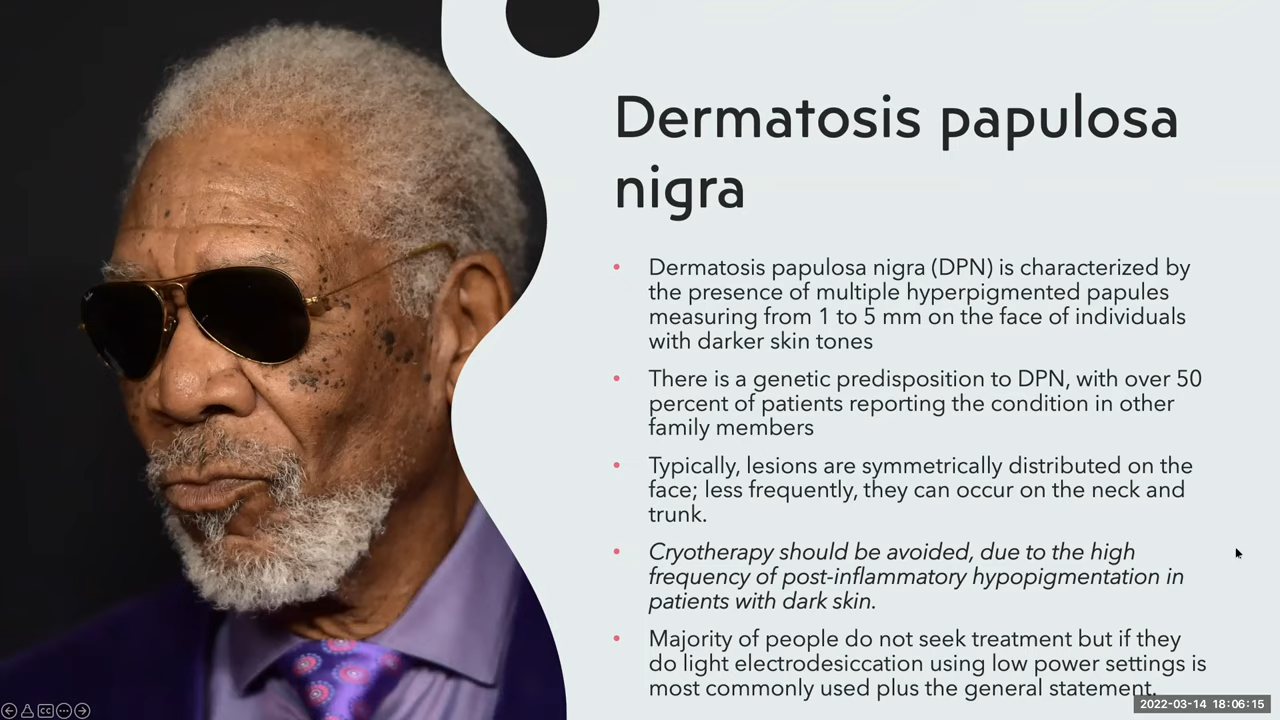 Dermatosis papulosa
nigra
• Dermatosis papulosa nigra (DPN) is characterized by
the presence of multiple hyperpigmented papules
measuring from 1 to 5 mm on the face of individuals
with darker skin tones
• There is a genetic predisposition to DPN, with over 50
percent of patients reporting the condition in other
family members
• Typically, lesions are symmetrically distributed on the
face; less frequently, they can occur on the neck and
trunk.
• Cryotherapy should be avoided, due to the high
frequency of post-inflammatory hypopigmentation in
patients with dark skin.
• Majority of people do not seek treatment but if they
do light electrodesiccation using low power settings is
most commonly used plus the general statement.
2022-03-14 18:06:15